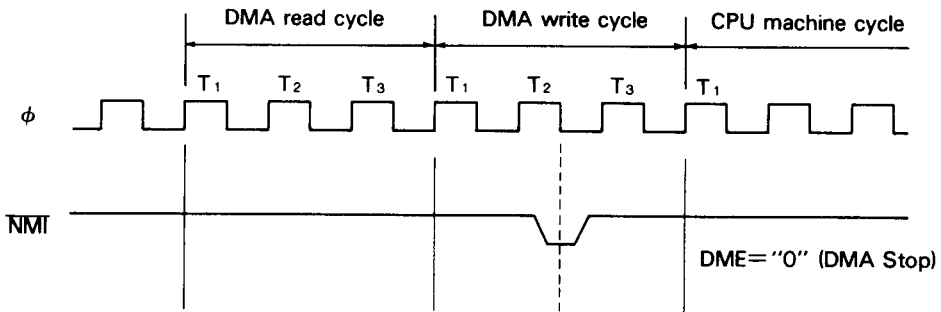 DMA read cycle DMA write cycle CPU machine cycle
T1 T2 T3 T1 T2 T3 T1
ϕ
N̅M̅I̅
DME="0" (DMA Stop)